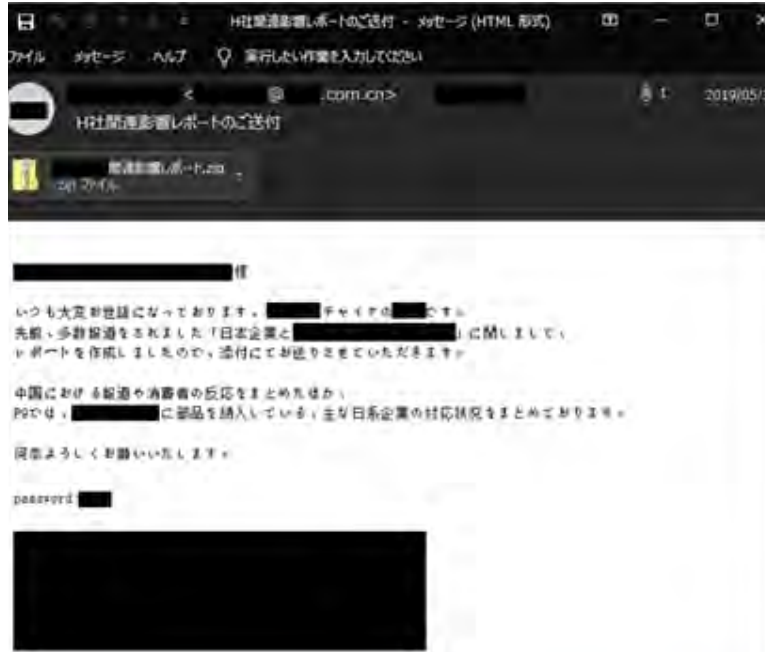 H社関連影響レポートのご送付 - メッセージ (HTML 形式)
ファイル メッセージ ヘルプ 実行したい作業を入力してください
< @ .com.cn>
1 2019/05/
H社関連影響レポートのご送付
関連影響レポート.zip
zip ファイル
様
いつも大変お世話になっております。 チャイナの です。
先般、多数報道をされました「日本企業と 」に関しまして、
レポートを作成しましたので、添付にてお送りさせていただきます。
中国における報道や消費者の反応をまとめたほか、
P9では、 に部品を納入している、主な日系企業の対応状況をまとめております。
何卒よろしくお願いいたします。
password